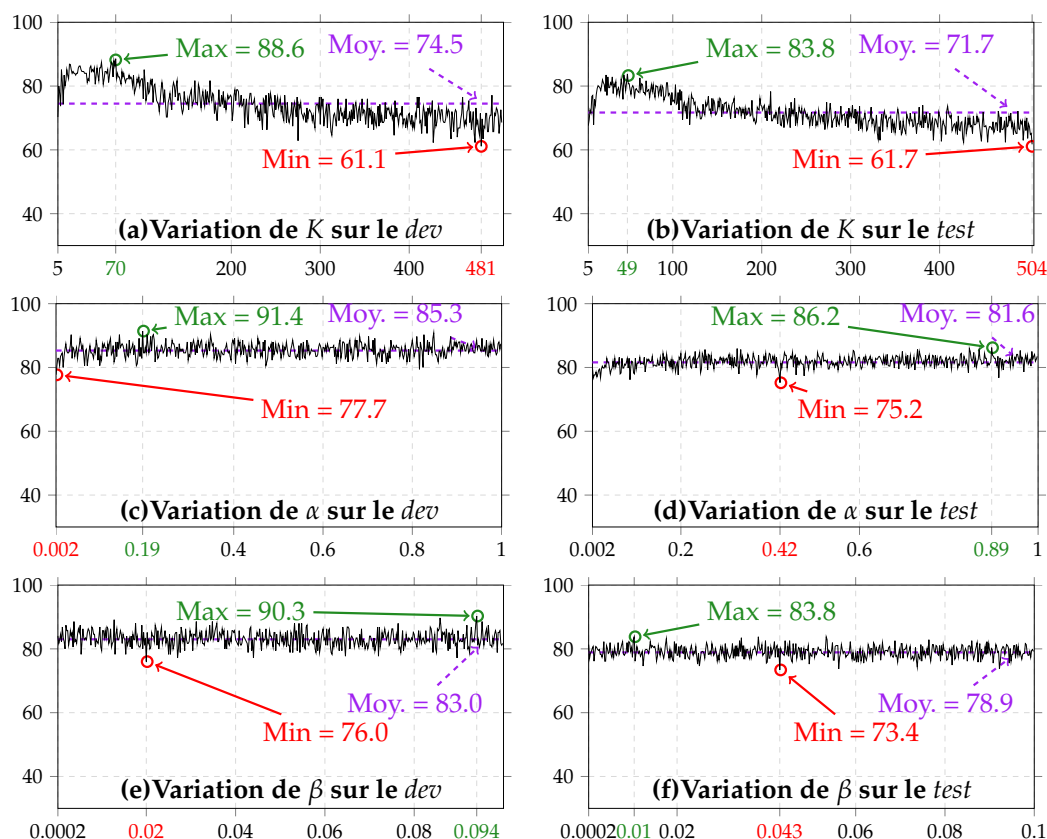 100
80
60
40
Max = 88.6
Moy. = 74.5
Min = 61.1
(a)Variation de K sur le dev
5 70 200 300 400 481
100
80
60
40
Max = 83.8
Moy. = 71.7
Min = 61.7
(b)Variation de K sur le test
5 49 100 200 300 400 504
100
80
60
40
Max = 91.4
Moy. = 85.3
Min = 77.7
(c)Variation de α sur le dev
0.002 0.19 0.4 0.6 0.8 1
100
80
60
40
Max = 86.2
Moy. = 81.6
Min = 75.2
(d)Variation de α sur le test
0.002 0.2 0.42 0.6 0.89 1
100
80
60
40
Max = 90.3
Moy. = 83.0
Min = 76.0
(e)Variation de β sur le dev
0.0002 0.02 0.04 0.06 0.08 0.094
100
80
60
40
Max = 83.8
Moy. = 78.9
Min = 73.4
(f)Variation de β sur le test
0.0002 0.01 0.02 0.043 0.06 0.08 0.1